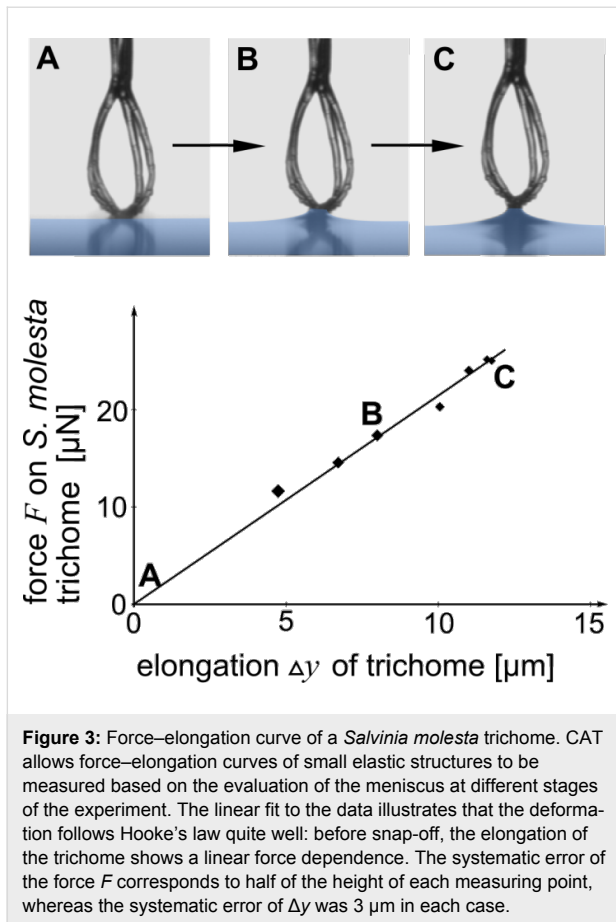 A
B
C
force F on S. molesta
trichome [µN]
20
10
0
A
B
C
0
5
10
15
elongation △y of trichome [µm]
Figure 3: Force–elongation curve of a Salvinia molesta trichome. CAT
allows force–elongation curves of small elastic structures to be
measured based on the evaluation of the meniscus at different stages
of the experiment. The linear fit to the data illustrates that the deforma-
tion follows Hooke’s law quite well: before snap-off, the elongation of
the trichome shows a linear force dependence. The systematic error of
the force F corresponds to half of the height of each measuring point,
whereas the systematic error of Δy was 3 µm in each case.